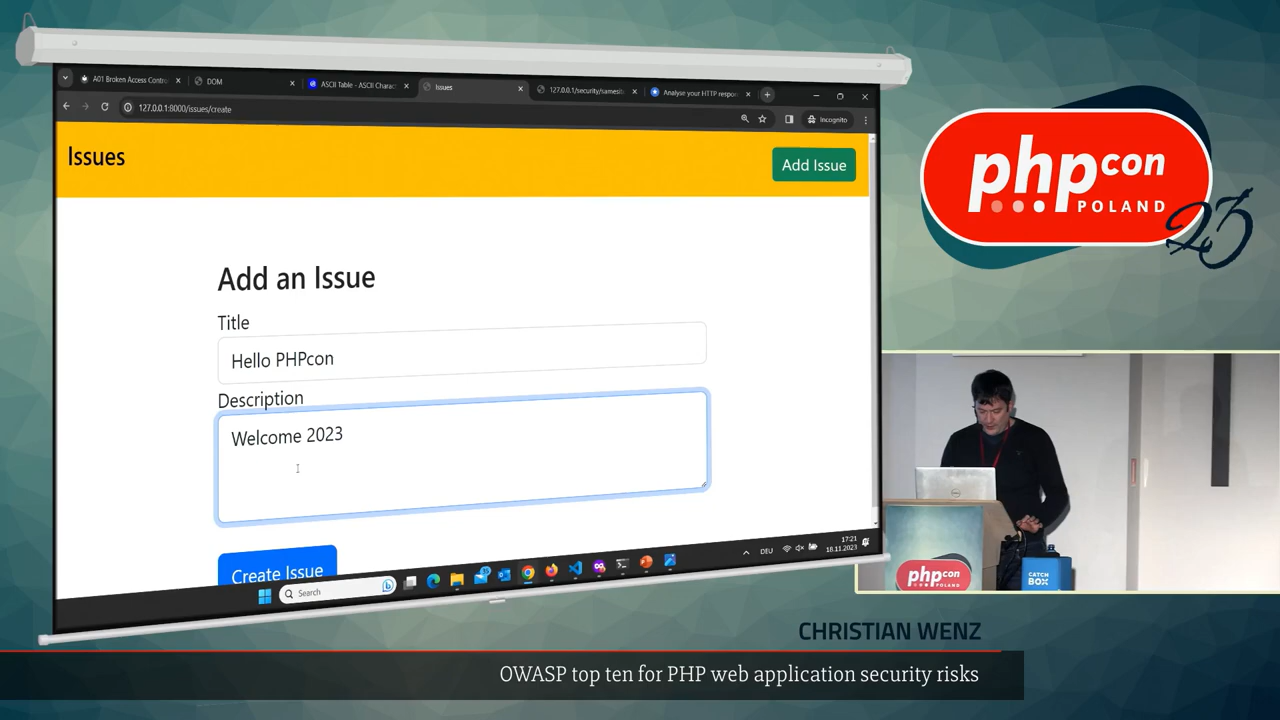 A01 Broken Access Contro
DOM
ASCII Table - ASCII Charac
Issues
127.0.0.1/security/samesit
Analyse your HTTP respon
127.0.0.1:8000/issues/create
Incognito
Issues
Add Issue
Add an Issue
Title
Hello PHPcon
Description
Welcome 2023
Create Issue
Search
DEU
17:21
18.11.2023
phpcon
POLAND
23
phpcon
POLAND
CATCH
BOX
CHRISTIAN WENZ
OWASP top ten for PHP web application security risks